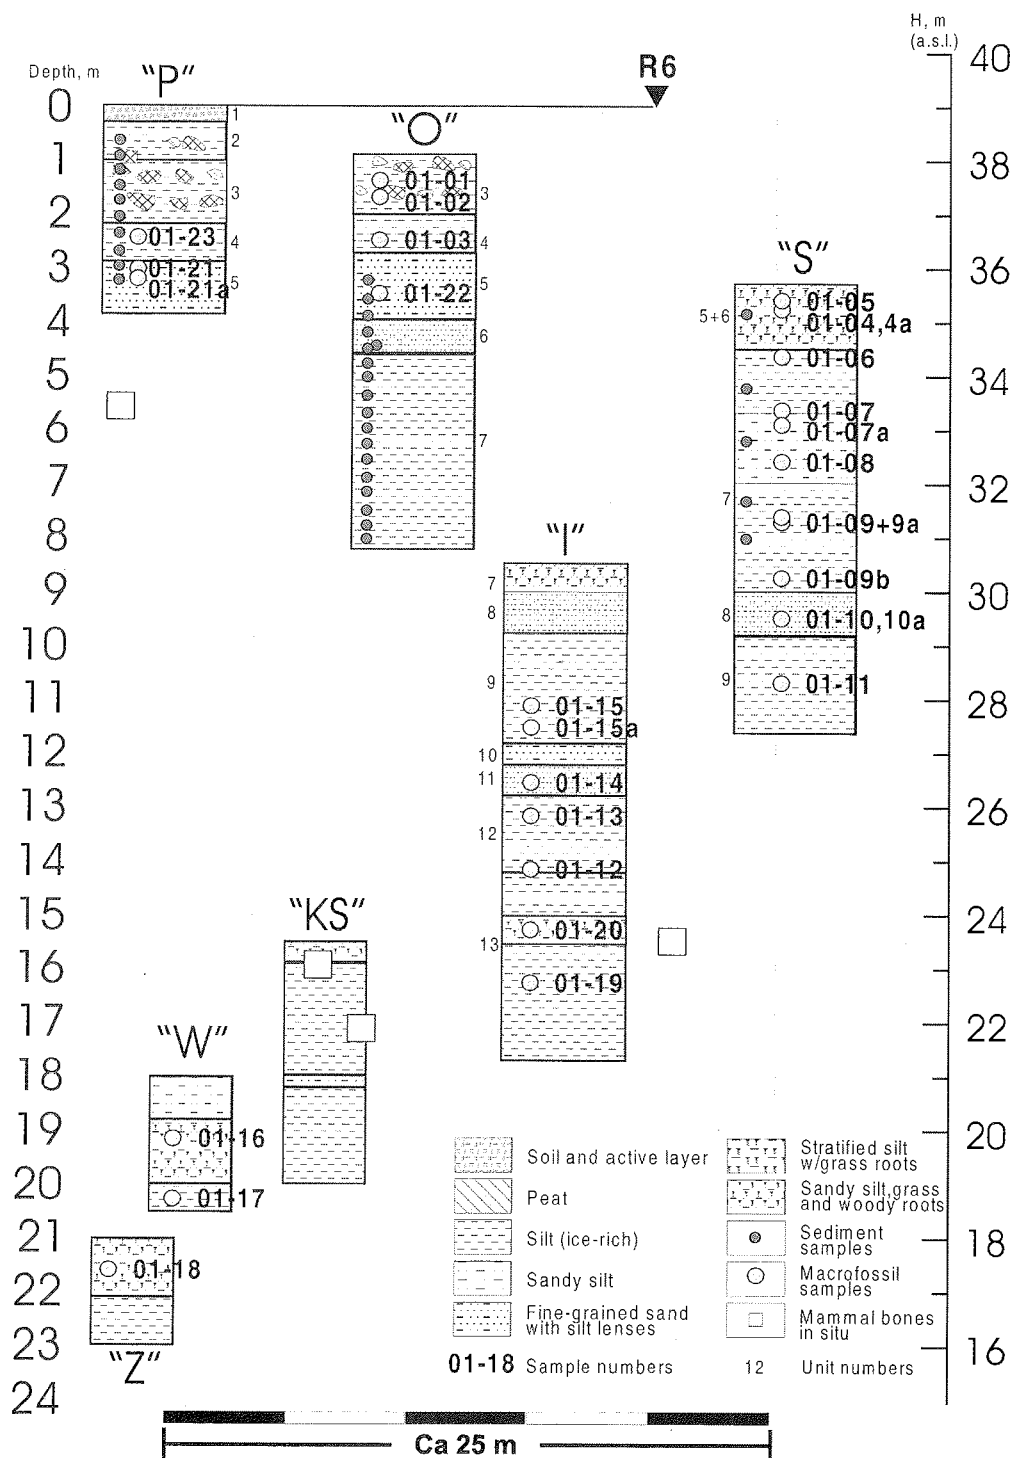 H, m
(a.s.l.)
Depth, m
"P"
R6
"O"
"S"
"I"
"KS"
"W"
"Z"
0
1
2
3
4
5
6
7
8
9
10
11
12
13
14
15
16
17
18
19
20
21
22
23
24
40
38
36
34
32
30
28
26
24
22
20
18
16
1
2
3
4
5
01-23
01-21
01-21a
3
4
5
6
7
01-01
01-02
01-03
01-22
5+6
7
8
9
01-05
01-04,4a
01-06
01-07
01-07a
01-08
01-09+9a
01-09b
01-10,10a
01-11
7
8
9
10
11
12
13
01-15
01-15a
01-14
01-13
01-12
01-20
01-19
01-16
01-17
01-18
Soil and active layer
Peat
Silt (ice-rich)
Sandy silt
Fine-grained sand
with silt lenses
01-18 Sample numbers
Stratified silt
w/grass roots
Sandy silt,grass
and woody roots
Sediment
samples
Macrofossil
samples
Mammal bones
in situ
12 Unit numbers
Ca 25 m